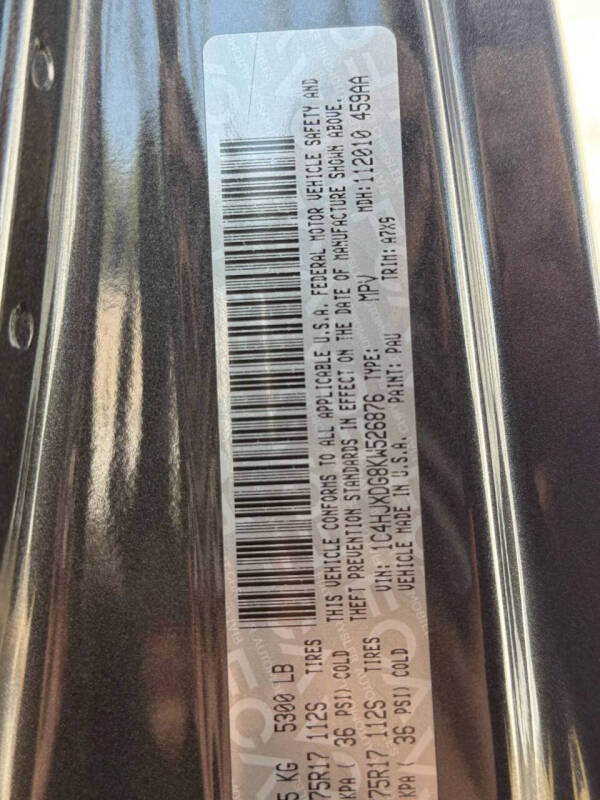 5 KG 5300 LB
75R17 112S TIRES
KPA ( 36 PSI) COLD
75R17 112S TIRES
KPA ( 36 PSI) COLD
THIS VEHICLE CONFORMS TO ALL APPLICABLE U.S.A. FEDERAL MOTOR VEHICLE SAFETY AND
THEFT PREVENTION STANDARDS IN EFFECT ON THE DATE OF MANUFACTURE SHOWN ABOVE.
VIN: 1C4HJXDG8KW526876 TYPE: MPV MDH:112010 459AA
VEHICLE MADE IN U.S.A. PAINT: PAU TRIM: A7X9